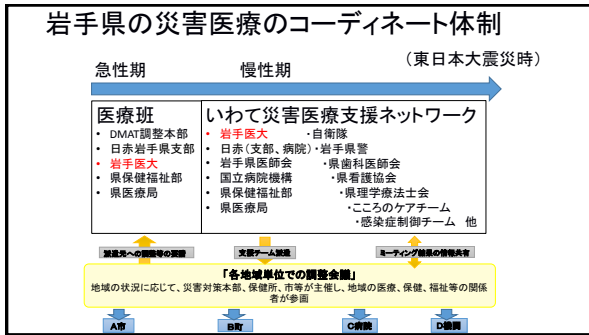 岩手県の災害医療のコーディネート体制
（東日本大震災時）
急性期
慢性期
医療班
• DMAT調整本部
• 日赤岩手県支部
• 岩手医大
• 県保健福祉部
• 県医療局
いわて災害医療支援ネットワーク
• 岩手医大
• 日赤（支部、病院）
• 岩手県医師会
• 国立病院機構
• 県保健福祉部
• 県医療局
・自衛隊
・岩手県警
・県歯科医師会
・県看護協会
・県理学療法士会
・こころのケアチーム
・感染症制御チーム 他
派遣元への調整等の要請
支援チーム派遣
ミーティング結果の情報共有
「各地域単位での調整会議」
地域の状況に応じて、災害対策本部、保健所、市等が主催し、地域の医療、保健、福祉等の関係
者が参画
A市
B町
C病院
D機関